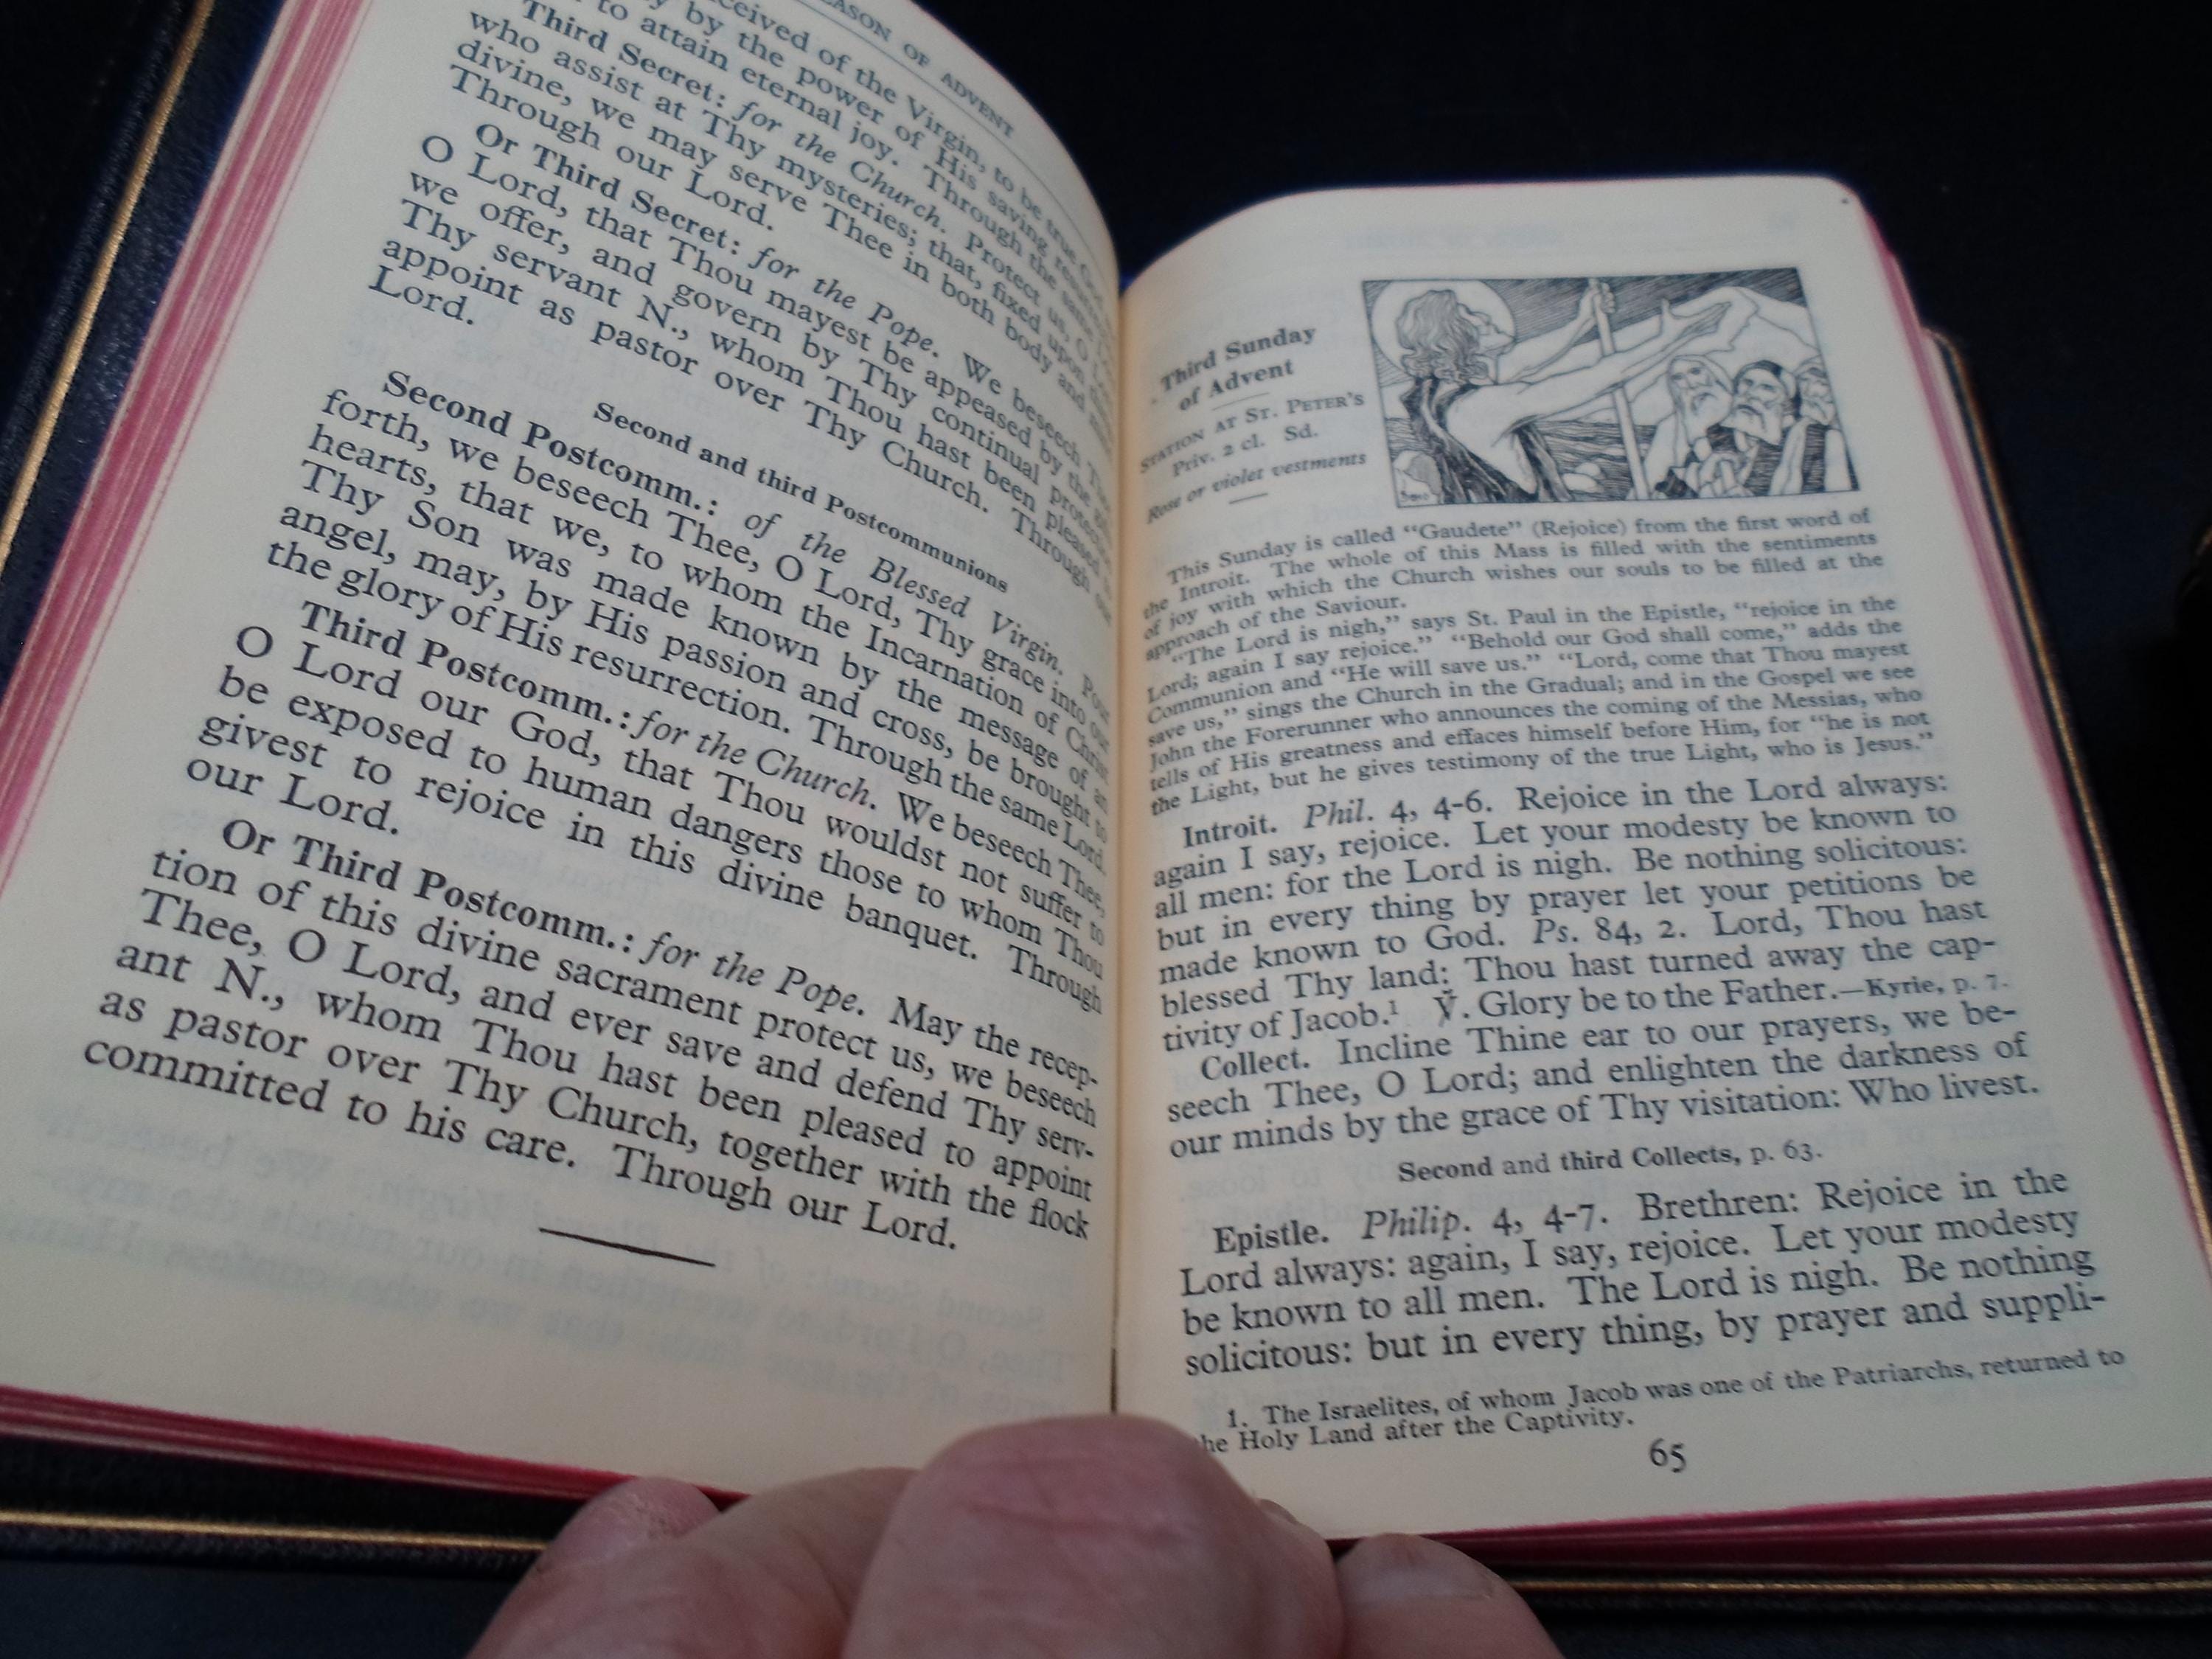 SEASON OF ADVENT
ceived of the Virgin, to be true God,
by the power of His saving
to attain eternal joy. Through the same
Third Secret: for the Church. Protect us, O Lord,
who assist at Thy mysteries; that, fixed upon
divine, we may serve Thee in both body and
Through our Lord.
Or Third Secret: for the Pope. We beseech
O Lord, that Thou mayest be appeased by the
we offer, and govern by Thy continual protection
Thy servant N., whom Thou hast been pleased to
appoint as pastor over Thy Church. Through our
Lord.
Second and third Postcommunions
Second Postcomm.: of the Blessed Virgin. Pour
forth, we beseech Thee, O Lord, Thy grace into our
hearts, that we, to whom the Incarnation of Christ
Thy Son was made known by the message of an
angel, may, by His passion and cross, be brought to
the glory of His resurrection. Through the same Lord.
Third Postcomm.: for the Church. We beseech Thee,
O Lord our God, that Thou wouldst not suffer to
be exposed to human dangers those to whom Thou
givest to rejoice in this divine banquet. Through
our Lord.
Or Third Postcomm.: for the Pope. May the recep-
tion of this divine sacrament protect us, we beseech
Thee, O Lord, and ever save and defend Thy serv-
ant N., whom Thou hast been pleased to appoint
as pastor over Thy Church, together with the flock
committed to his care. Through our Lord.
Third Sunday
of Advent
STATION AT ST. PETER'S
Priv. 2 cl. Sd.
Rose or violet vestments
This Sunday is called "Gaudete" (Rejoice) from the first word of
the Introit. The whole of this Mass is filled with the sentiments
of joy with which the Church wishes our souls to be filled at the
approach of the Saviour.
"The Lord is nigh," says St. Paul in the Epistle, "rejoice in the
Lord; again I say rejoice." "Behold our God shall come," adds the
Communion and "He will save us." "Lord, come that Thou mayest
save us," sings the Church in the Gradual; and in the Gospel we see
John the Forerunner who announces the coming of the Messias, who
tells of His greatness and effaces himself before Him, for "he is not
the Light, but he gives testimony of the true Light, who is Jesus."
Introit. Phil. 4, 4-6. Rejoice in the Lord always:
again I say, rejoice. Let your modesty be known to
all men: for the Lord is nigh. Be nothing solicitous:
but in every thing by prayer let your petitions be
made known to God. Ps. 84, 2. Lord, Thou hast
blessed Thy land: Thou hast turned away the cap-
tivity of Jacob.¹ ℣. Glory be to the Father.—Kyrie, p. 7.
Collect. Incline Thine ear to our prayers, we be-
seech Thee, O Lord; and enlighten the darkness of
our minds by the grace of Thy visitation: Who livest.
Second and third Collects, p. 63.
Epistle. Philip. 4, 4-7. Brethren: Rejoice in the
Lord always: again, I say, rejoice. Let your modesty
be known to all men. The Lord is nigh. Be nothing
solicitous: but in every thing, by prayer and suppli-
1. The Israelites, of whom Jacob was one of the Patriarchs, returned to
the Holy Land after the Captivity.
65